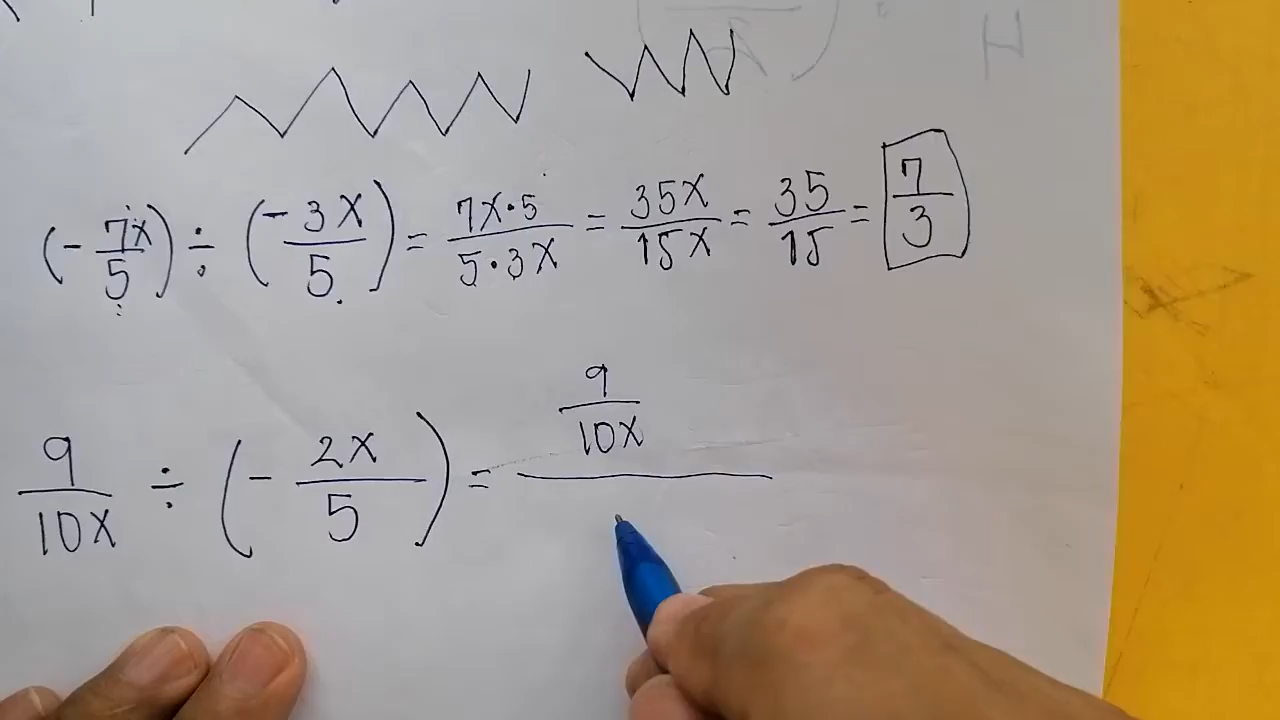 (-7x/5) ÷ (-3x/5) = 7x·5/5·3x = 35x/15x = 35/15 = 7/3
9/10x ÷ (-2x/5) = 9/10x